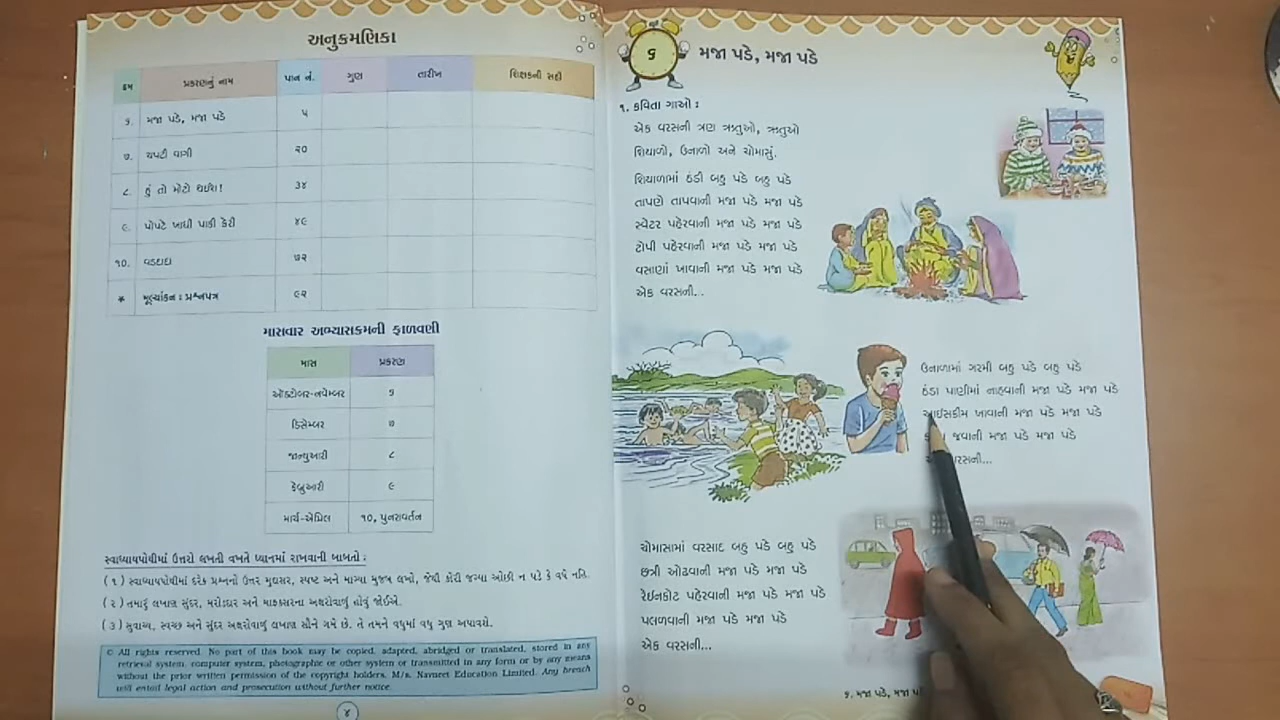 અનુક્રમણિકા
ક્રમ પ્રકરણનું નામ પાન નં. ગુણ તારીખ શિક્ષકની સહી
૬. મજા પડે, મજા પડે ૫
૭. ચપટી વાગી ૨૦
૮. હું તો મોટો થઈશ! ૩૪
૯. પોપટે ખાધી પાકી કેરી ૪૯
૧૦. વડદાદા ૭૨
* મૂલ્યાંકન : પ્રશ્નપત્ર ૯૨
માસવાર અભ્યાસક્રમની ફાળવણી
માસ પ્રકરણ
ઑક્ટોબર-નવેમ્બર ૬
ડિસેમ્બર ૭
જાન્યુઆરી ૮
ફેબ્રુઆરી ૯
માર્ચ-એપ્રિલ ૧૦, પુનરાવર્તન
સ્વાધ્યાયપોથીમાં ઉત્તરો લખતી વખતે ધ્યાનમાં રાખવાની બાબતો :
(૧) સ્વાધ્યાયપોથીમાં દરેક પ્રશ્નનો ઉત્તર મુદ્દાસર, સ્પષ્ટ અને માગ્યા મુજબ લખો, જેથી કોરી જગ્યા ઓછી ન પડે કે વધે નહિ.
(૨) તમારું લખાણ સુંદર, મરોડદાર અને માફકસરના અક્ષરોવાળું હોવું જોઈએ.
(૩) સુવાચ્ય, સ્વચ્છ અને સુંદર અક્ષરોવાળું લખાણ સૌને ગમે છે. તે તમને વધુમાં વધુ ગુણ અપાવશે.
© All rights reserved. No part of this book may be copied, adapted, abridged or translated, stored in any
retrieval system, computer system, photographic or other system or transmitted in any form or by any means
without the prior written permission of the copyright holders, M/s. Navneet Education Limited. Any breach
will entail legal action and prosecution without further notice.
૪
૬ મજા પડે, મજા પડે
૧. કવિતા ગાઓ :
એક વરસની ત્રણ ઋતુઓ, ઋતુઓ
શિયાળો, ઉનાળો અને ચોમાસું.
શિયાળામાં ઠંડી બહુ પડે બહુ પડે
તાપણે તાપવાની મજા પડે મજા પડે
સ્વેટર પહેરવાની મજા પડે મજા પડે
ટોપી પહેરવાની મજા પડે મજા પડે
વસાણાં ખાવાની મજા પડે મજા પડે
એક વરસની..
ઉનાળામાં ગરમી બહુ પડે બહુ પડે
ઠંડા પાણીમાં નાહવાની મજા પડે મજા પડે
આઈસક્રીમ ખાવાની મજા પડે મજા પડે
જવાની મજા પડે મજા પડે
વરસની...
ચોમાસામાં વરસાદ બહુ પડે બહુ પડે
છત્રી ઓઢવાની મજા પડે મજા પડે
રેઈનકોટ પહેરવાની મજા પડે મજા પડે
પલળવાની મજા પડે મજા પડે
એક વરસની...
૬. મજા પડે, મજા